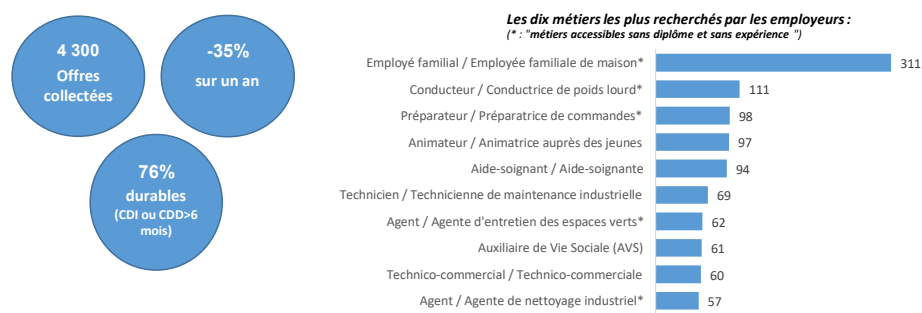 4 300
Offres
collectées
-35%
sur un an
76%
durables
(CDI ou CDD>6
mois)
Les dix métiers les plus recherchés par les employeurs :
(* : "métiers accessibles sans diplôme et sans expérience ")
Employé familial / Employée familiale de maison* 311
Conducteur / Conductrice de poids lourd* 111
Préparateur / Préparatrice de commandes* 98
Animateur / Animatrice auprès des jeunes 97
Aide-soignant / Aide-soignante 94
Technicien / Technicienne de maintenance industrielle 69
Agent / Agente d'entretien des espaces verts* 62
Auxiliaire de Vie Sociale (AVS) 61
Technico-commercial / Technico-commerciale 60
Agent / Agente de nettoyage industriel* 57